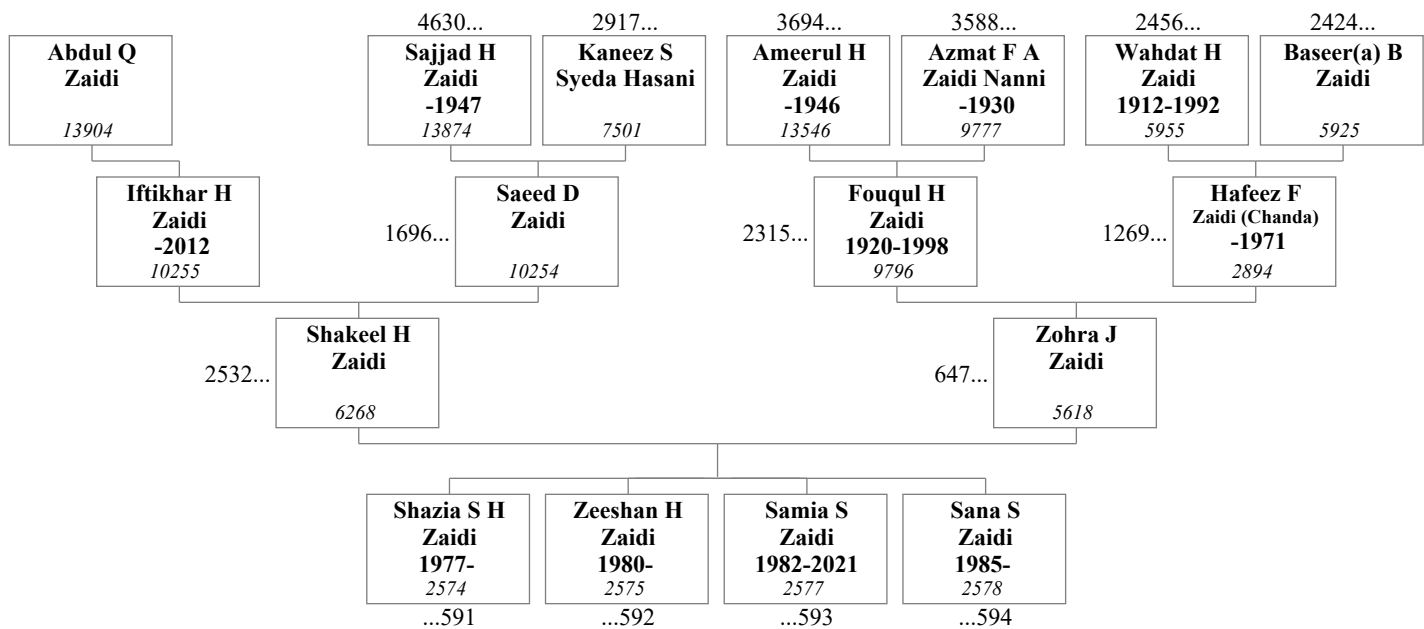 4630... 2917... 3694... 3588... 2456... 2424...
Abdul Q
Zaidi
13904
Sajjad H
Zaidi
-1947
13874
Kaneez S
Syeda Hasani
7501
Ameerul H
Zaidi
-1946
13546
Azmat F A
Zaidi Nanni
-1930
9777
Wahdat H
Zaidi
1912-1992
5955
Baseer(a) B
Zaidi
5925
Iftikhar H
Zaidi
-2012
10255
1696...
Saeed D
Zaidi
10254
2315...
Fouqul H
Zaidi
1920-1998
9796
1269...
Hafeez F
Zaidi (Chanda)
-1971
2894
2532...
Shakeel H
Zaidi
6268
647...
Zohra J
Zaidi
5618
Shazia S H
Zaidi
1977-
2574
...591
Zeeshan H
Zaidi
1980-
2575
...592
Samia S
Zaidi
1982-2021
2577
...593
Sana S
Zaidi
1985-
2578
...594